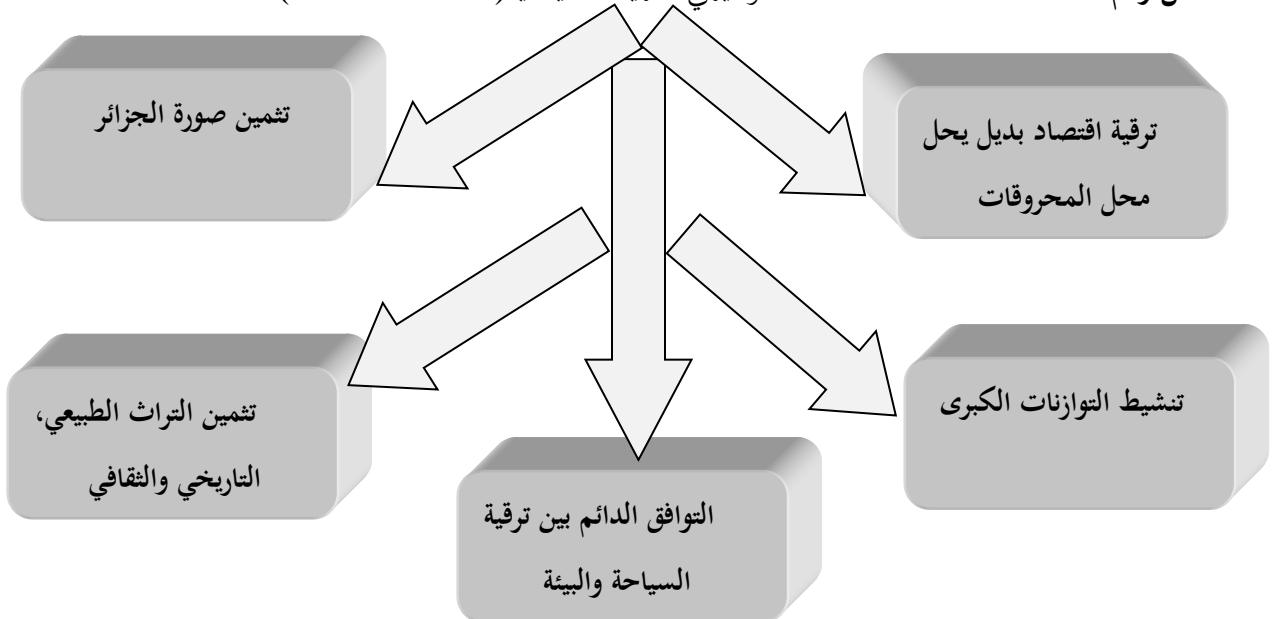 ترقية اقتصاد بديل يحل
محل المحروقات
تثمين صورة الجزائر
تنشيط التوازنات الكبرى
تثمين التراث الطبيعي،
التاريخي والثقافي
التوافق الدائم بين ترقية
السياحة والبيئة